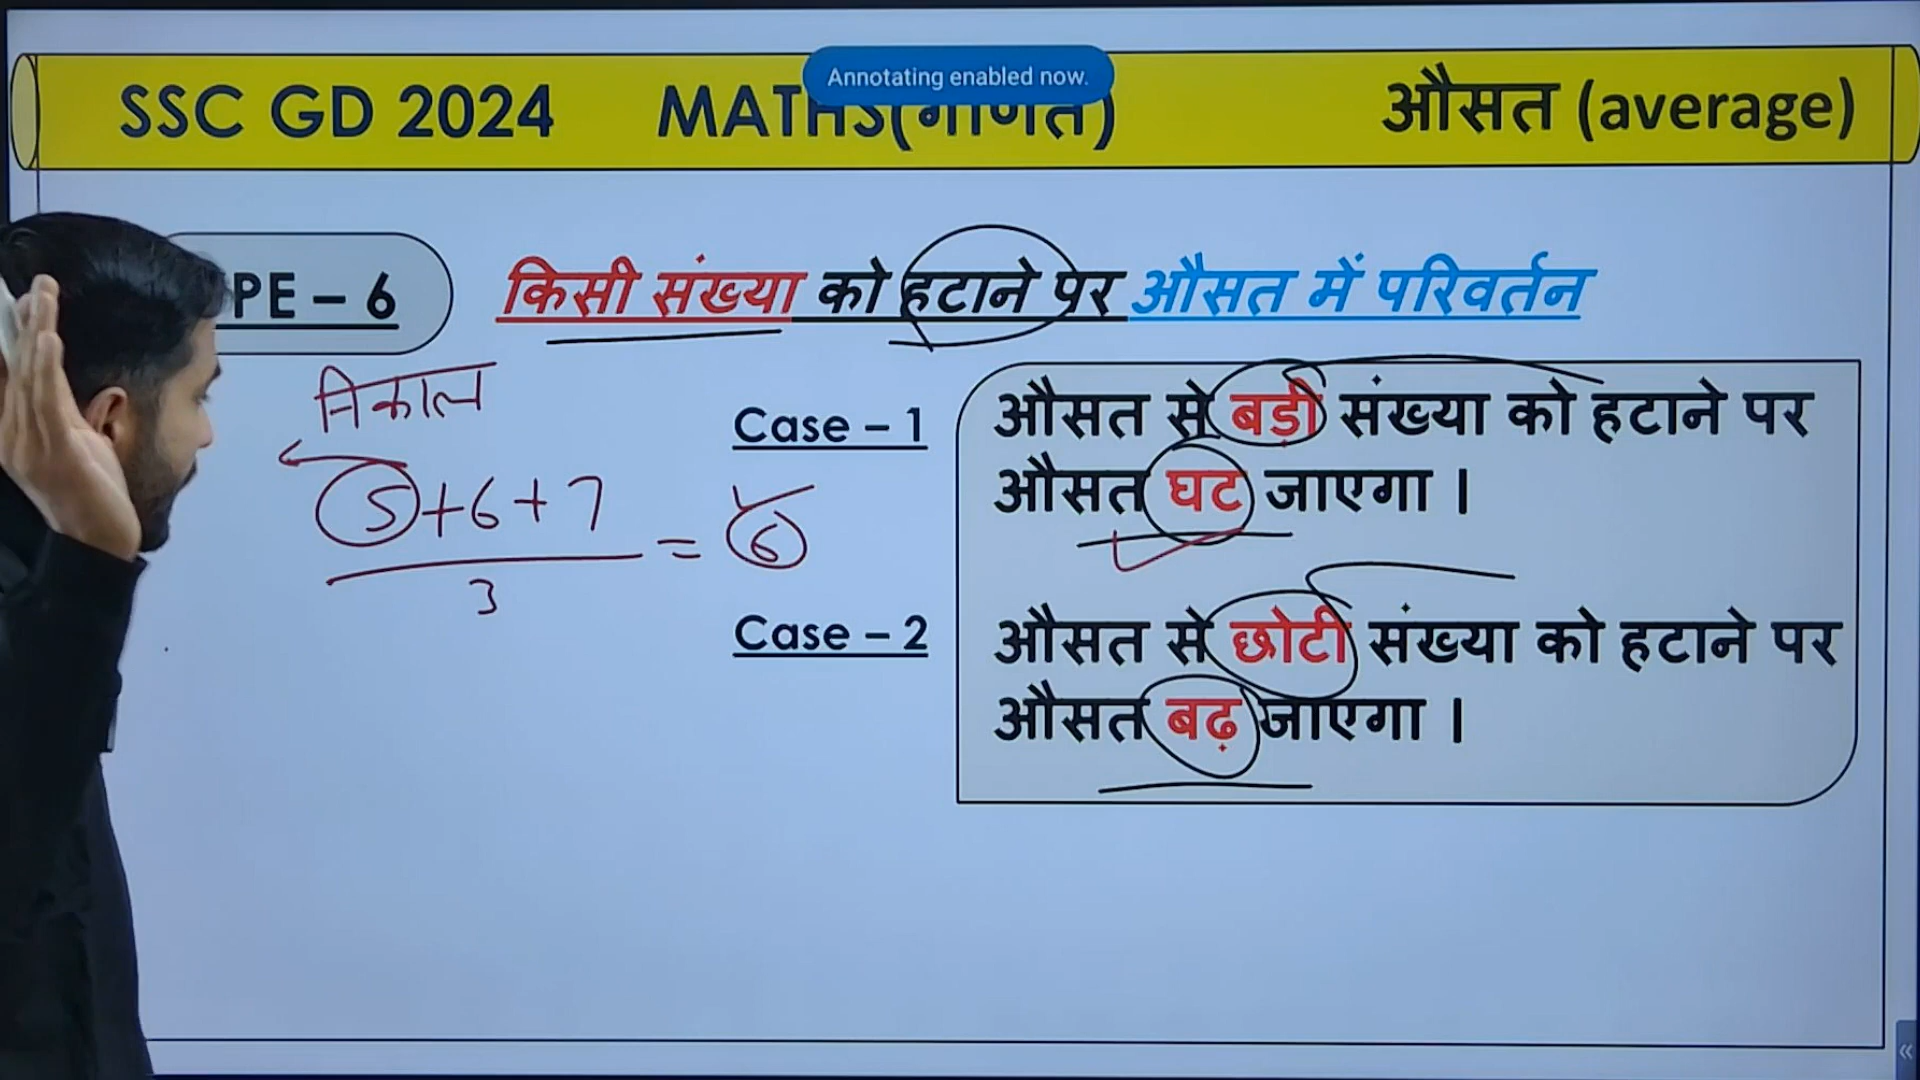 Annotating enabled now.
SSC GD 2024 MATHS(गणित) औसत (average)
PE – 6 किसी संख्या को हटाने पर औसत में परिवर्तन
निकाल
Case – 1 औसत से बड़ी संख्या को हटाने पर
औसत घट जाएगा ।
5+6+7
= 6
3
Case – 2 औसत से छोटी संख्या को हटाने पर
औसत बढ़ जाएगा ।
«